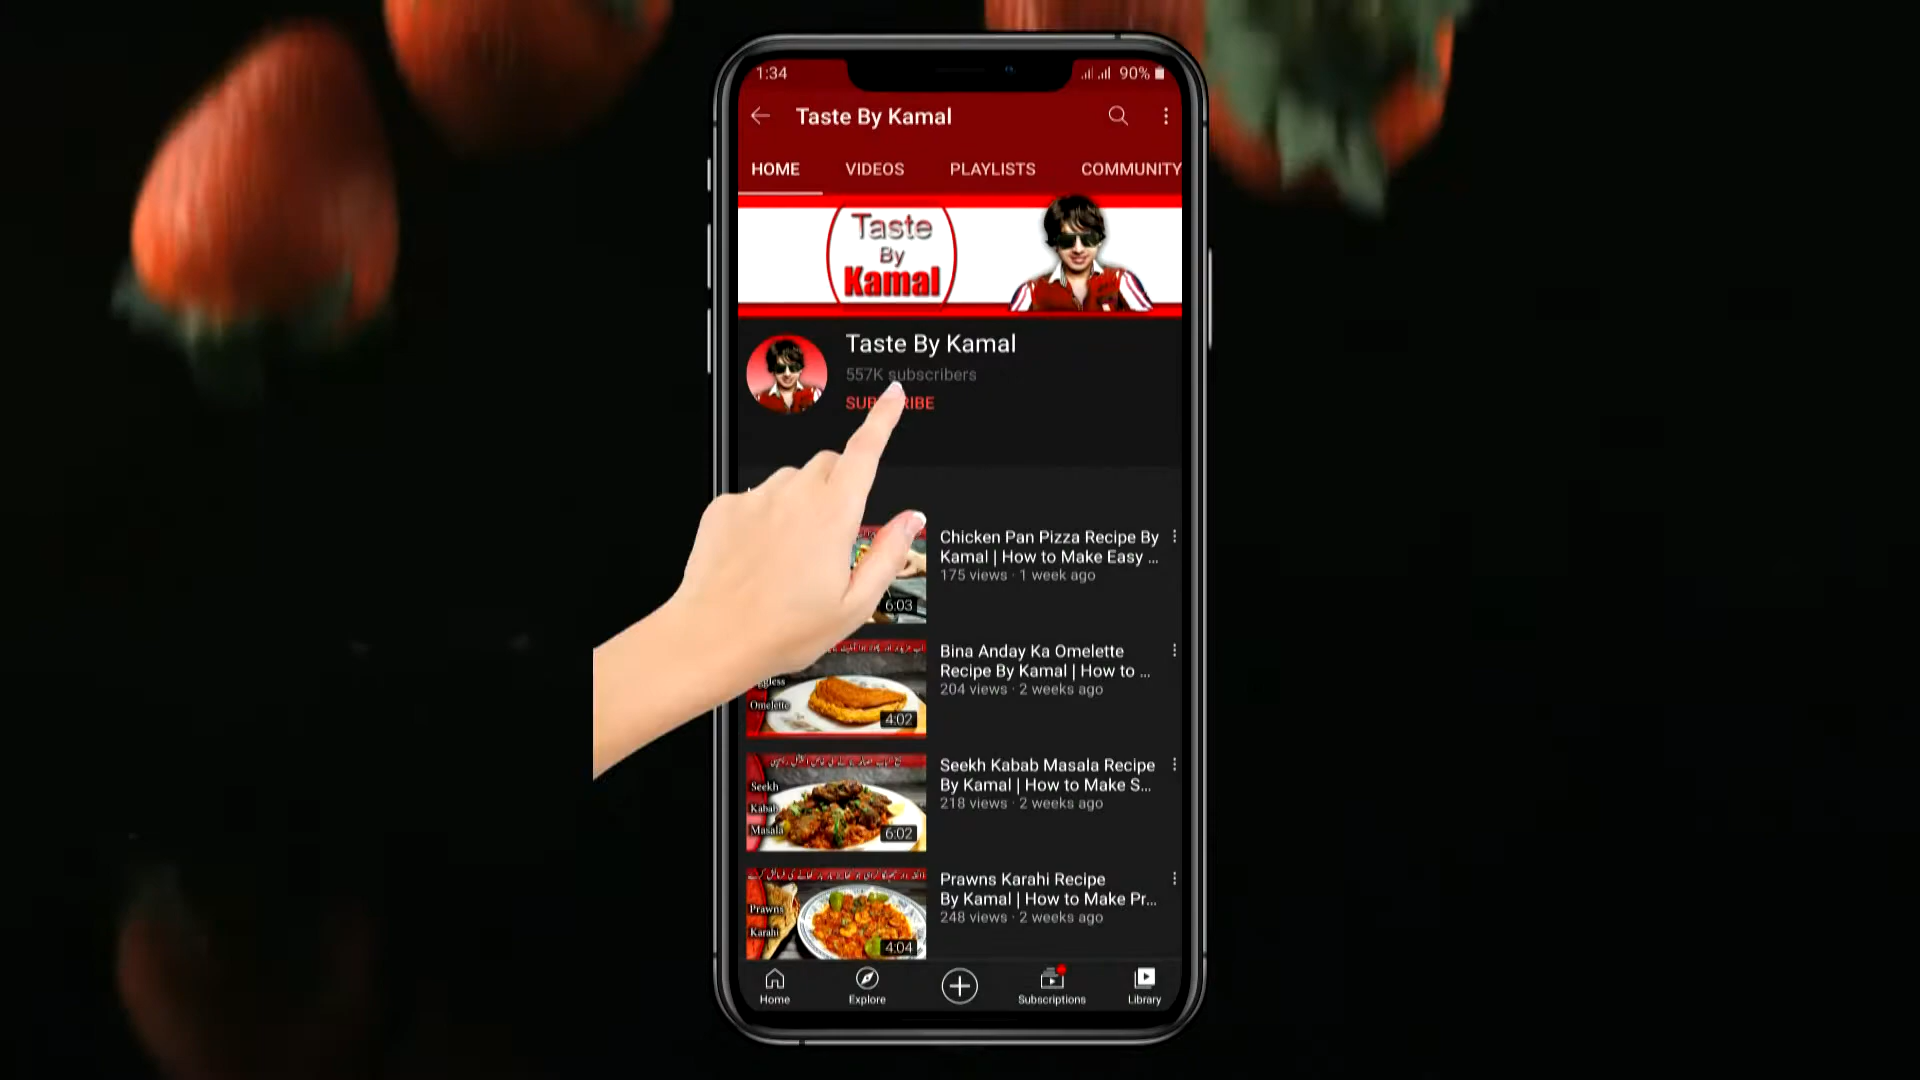 1:34
90%
Taste By Kamal
HOME VIDEOS PLAYLISTS COMMUNITY
Taste
By
Kamal
Taste By Kamal
557K subscribers
Chicken Pan Pizza Recipe By
Kamal | How to Make Easy ...
175 views · 1 week ago
6:03
Bina Anday Ka Omelette
Recipe By Kamal | How to ...
204 views · 2 weeks ago
Omelette
4:02
Seekh Kabab Masala Recipe
By Kamal | How to Make S...
218 views · 2 weeks ago
Seekh
Kabab
Masala
6:02
Prawns Karahi Recipe
By Kamal | How to Make Pr...
248 views · 2 weeks ago
Prawns
Karahi
4:04
Home Explore Subscriptions Library